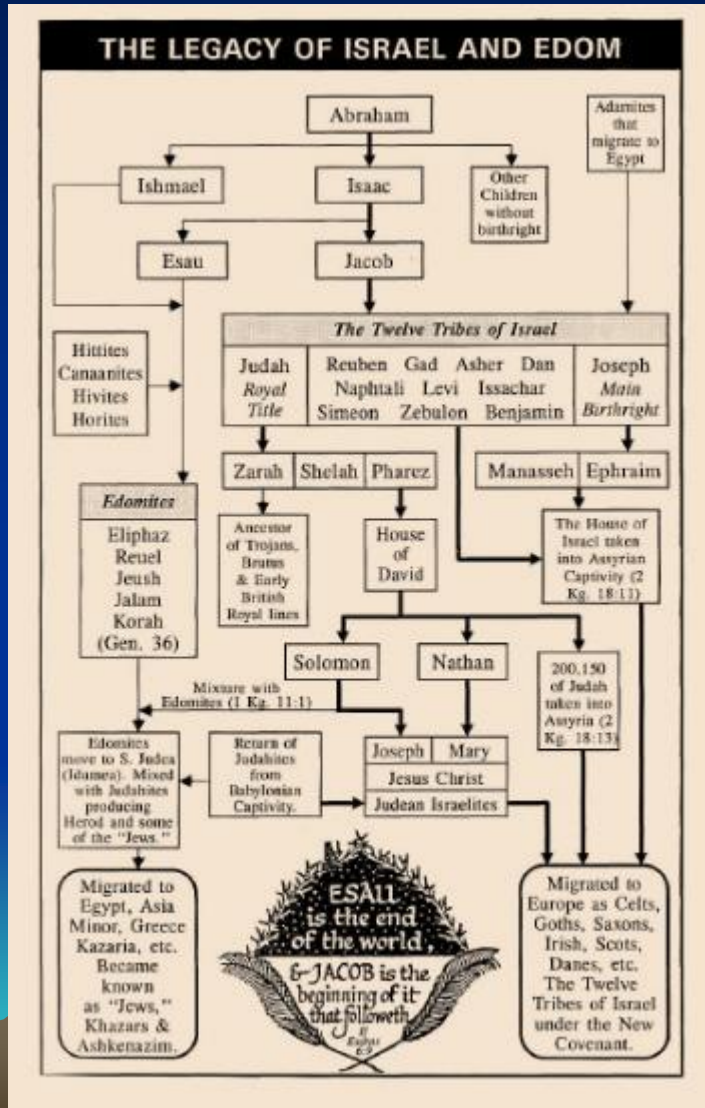 THE LEGACY OF ISRAEL AND EDOM
Abraham
Adamites
that
migrate to
Egypt
Ishmael
Isaac
Other
Children
without
birthright
Esau
Jacob
The Twelve Tribes of Israel
Judah
Royal
Title
Reuben Gad Asher Dan
Naphtali Levi Issachar
Simeon Zebulon Benjamin
Joseph
Main
Birthright
Hittites
Canaanites
Hivites
Horites
Zarah
Shelah
Pharez
Manasseh
Ephraim
Edomites
Eliphaz
Reuel
Jeush
Jalam
Korah
(Gen. 36)
Ancestor
of Trojans,
Brutus
& Early
British
Royal lines
House
of
David
The House of
Israel taken
into Assyrian
Captivity (2
Kg. 18:11)
Solomon
Nathan
200,150
of Judah
taken into
Assyria (2
Kg. 18:13)
Mixture with
Edomites (1 Kg. 11:1)
Edomites
move to S. Judea
(Idumea). Mixed
with Judahites
producing
Herod and some
of the "Jews."
Return of
Judahites
from
Babylonian
Captivity.
Joseph
Mary
Jesus Christ
Judean Israelites
Migrated to
Egypt, Asia
Minor, Greece
Kazaria, etc.
Became
known
as "Jews,"
Khazars &
Ashkenazim.
ESAU
is the end
of the world,
& JACOB is the
beginning of it
that followeth
II
Esdras
6:9
Migrated to
Europe as Celts,
Goths, Saxons,
Irish, Scots,
Danes, etc.
The Twelve
Tribes of Israel
under the New
Covenant.